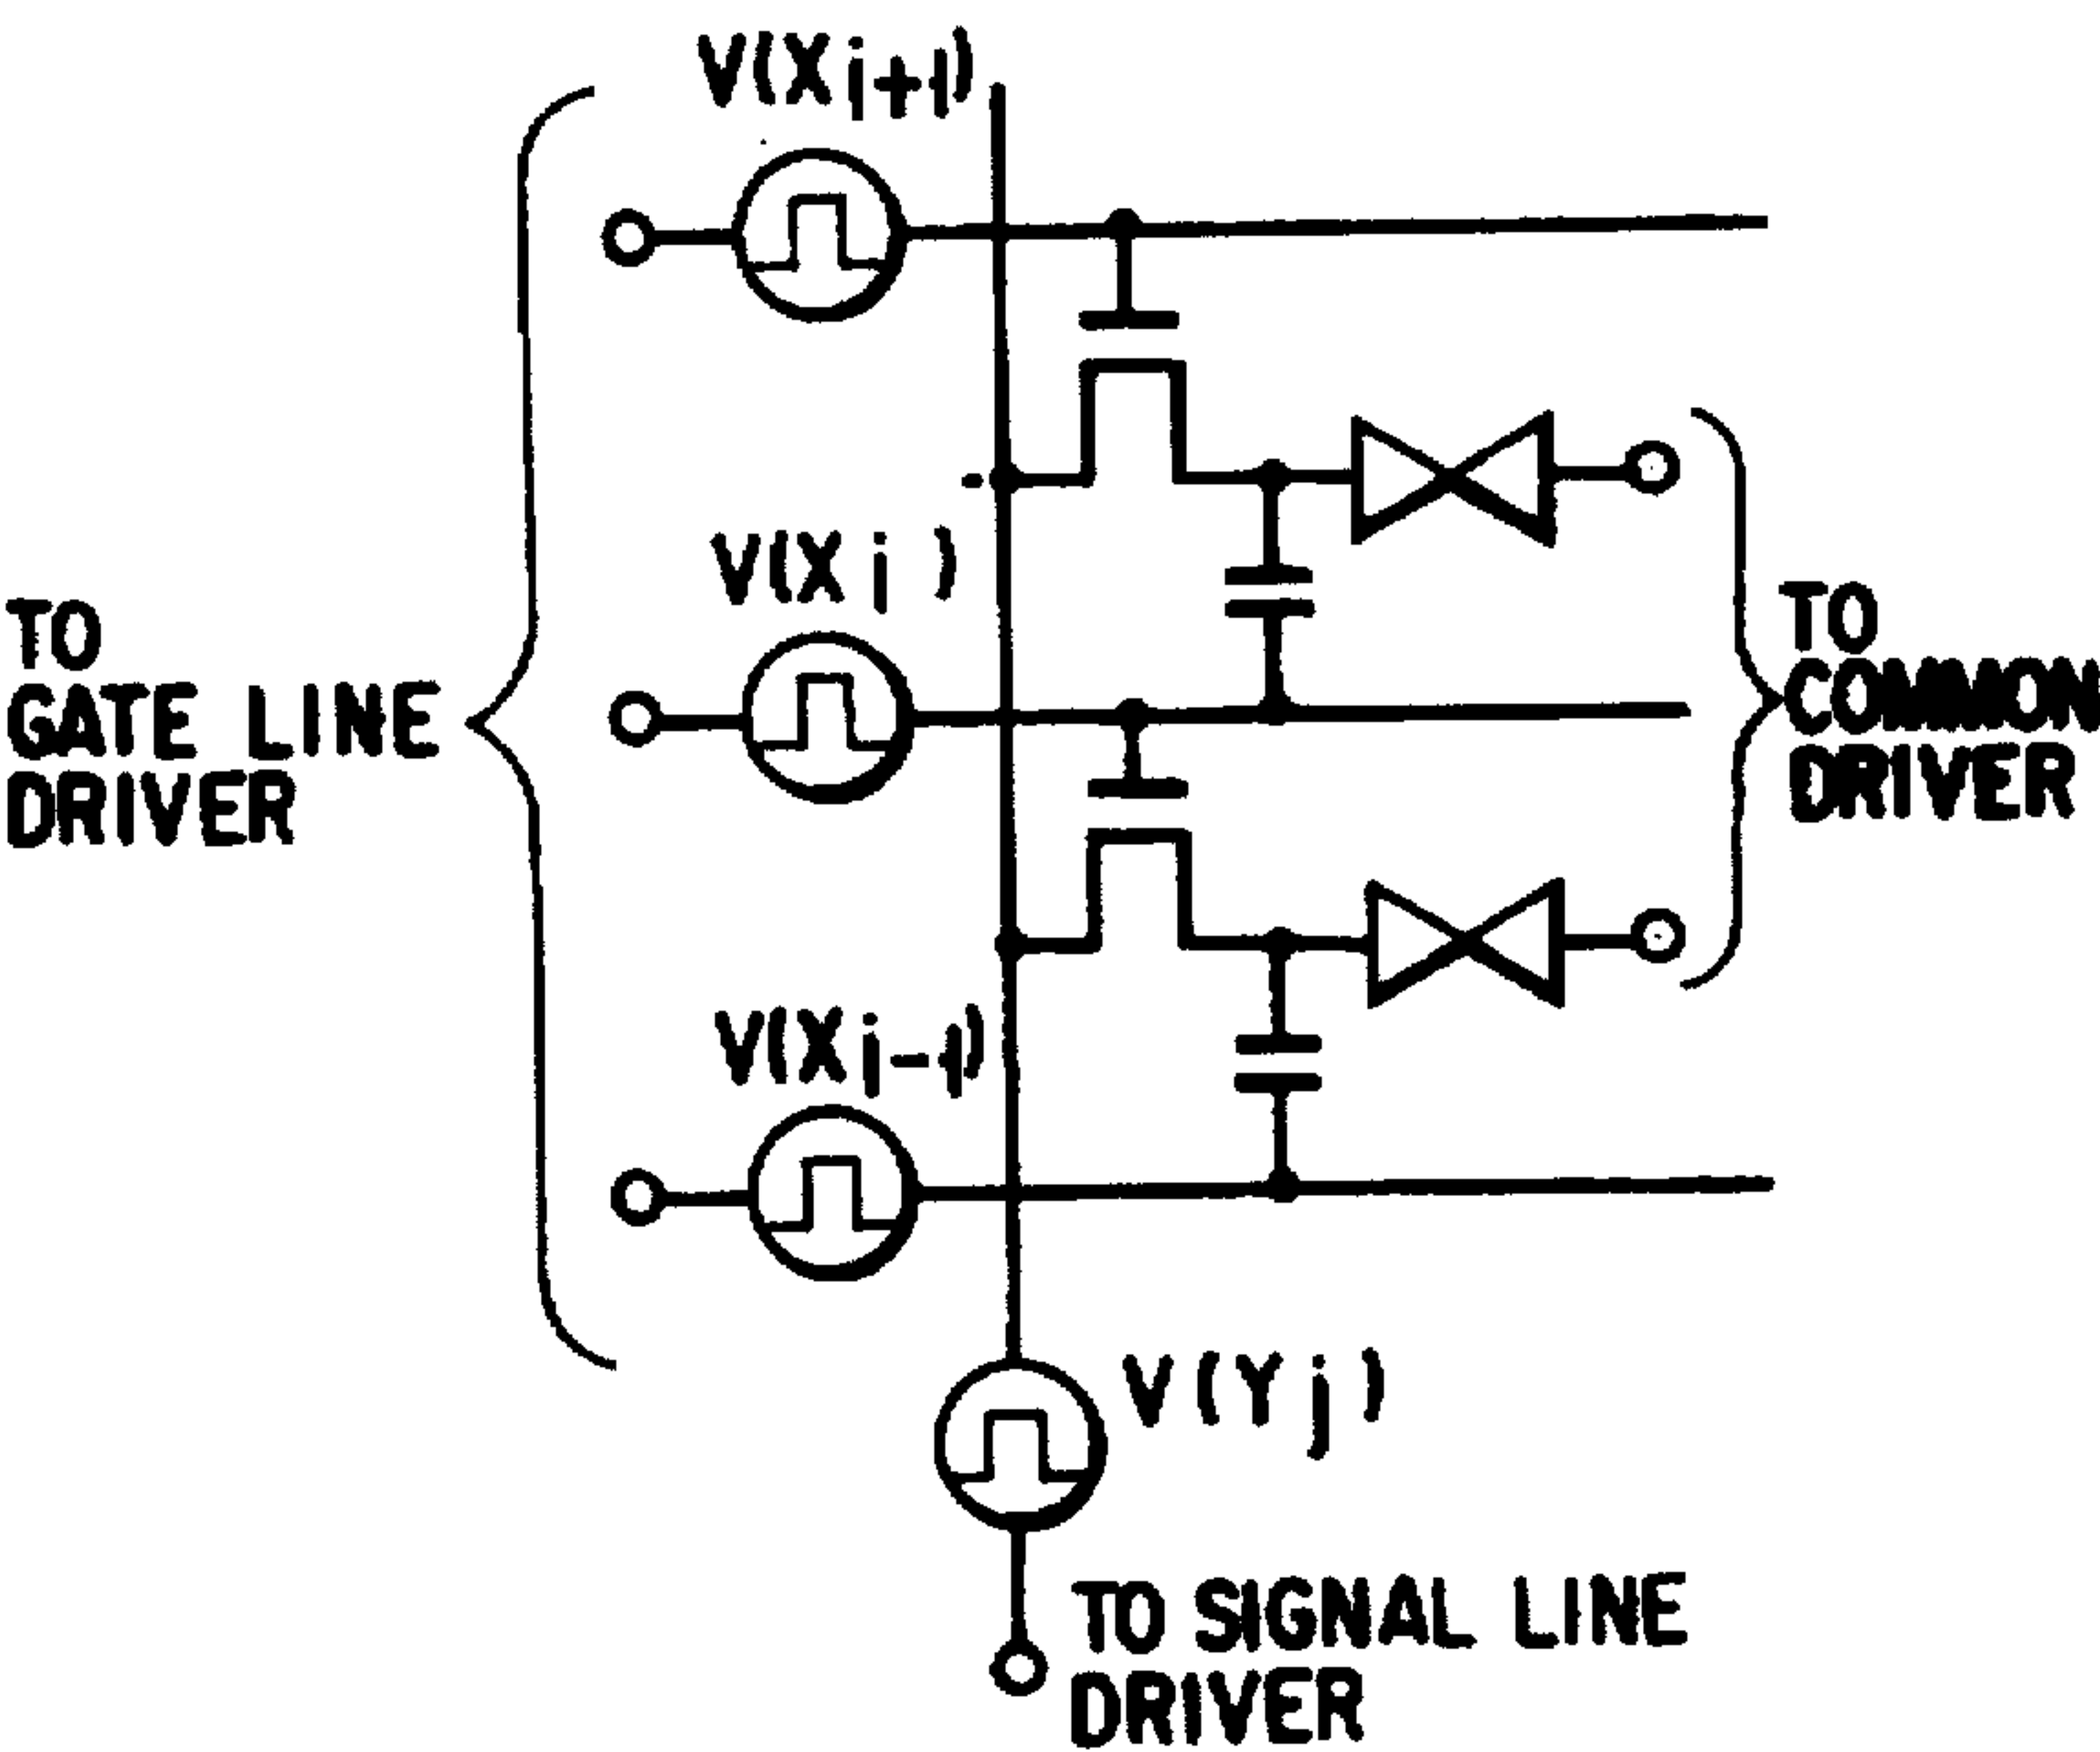 V(Xi+1)
V(Xi )
TO
GATE LINE
DRIVER
TO
COMMON
DRIVER
V(Xi-1)
V(Yj)
TO SIGNAL LINE
DRIVER